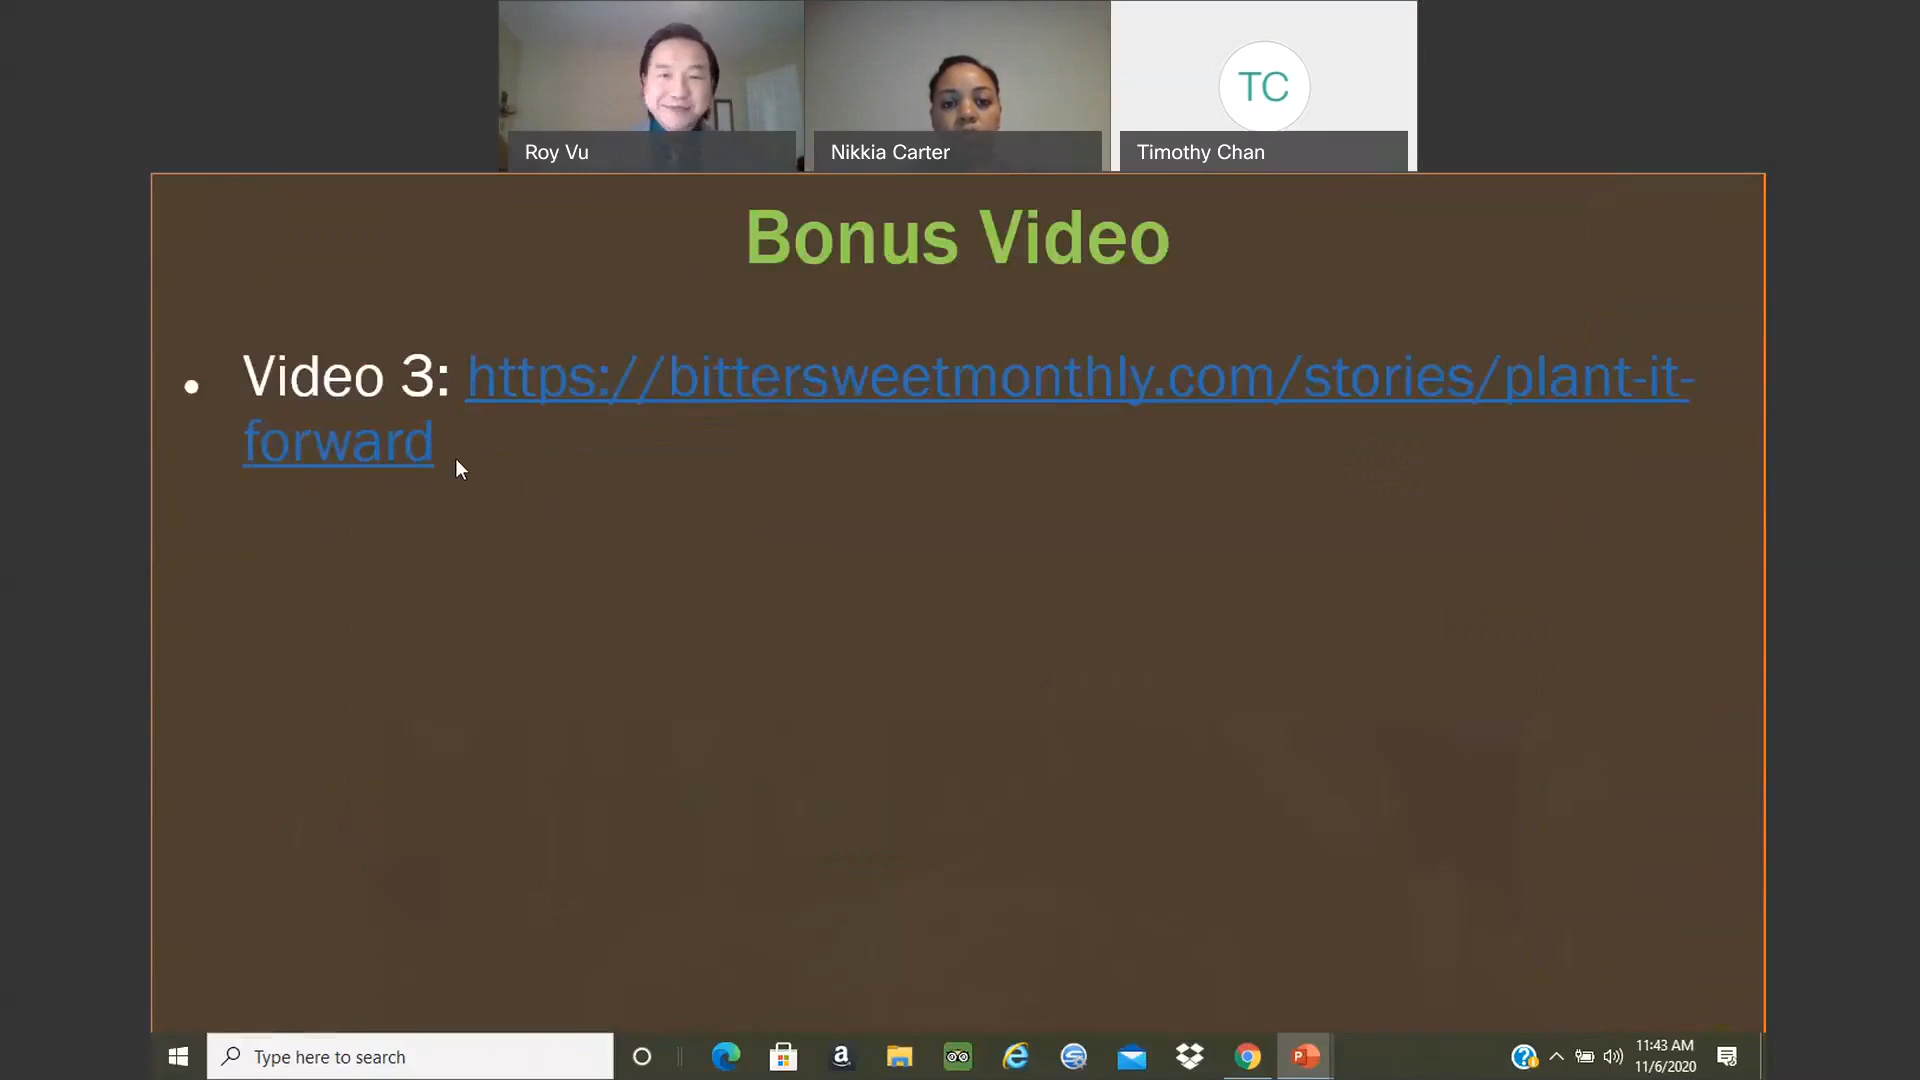 TC
Roy Vu
Nikkia Carter
Timothy Chan
Bonus Video
• Video 3: https://bittersweetmonthly.com/stories/plant-it-
forward
Type here to search
11:43 AM
11/6/2020